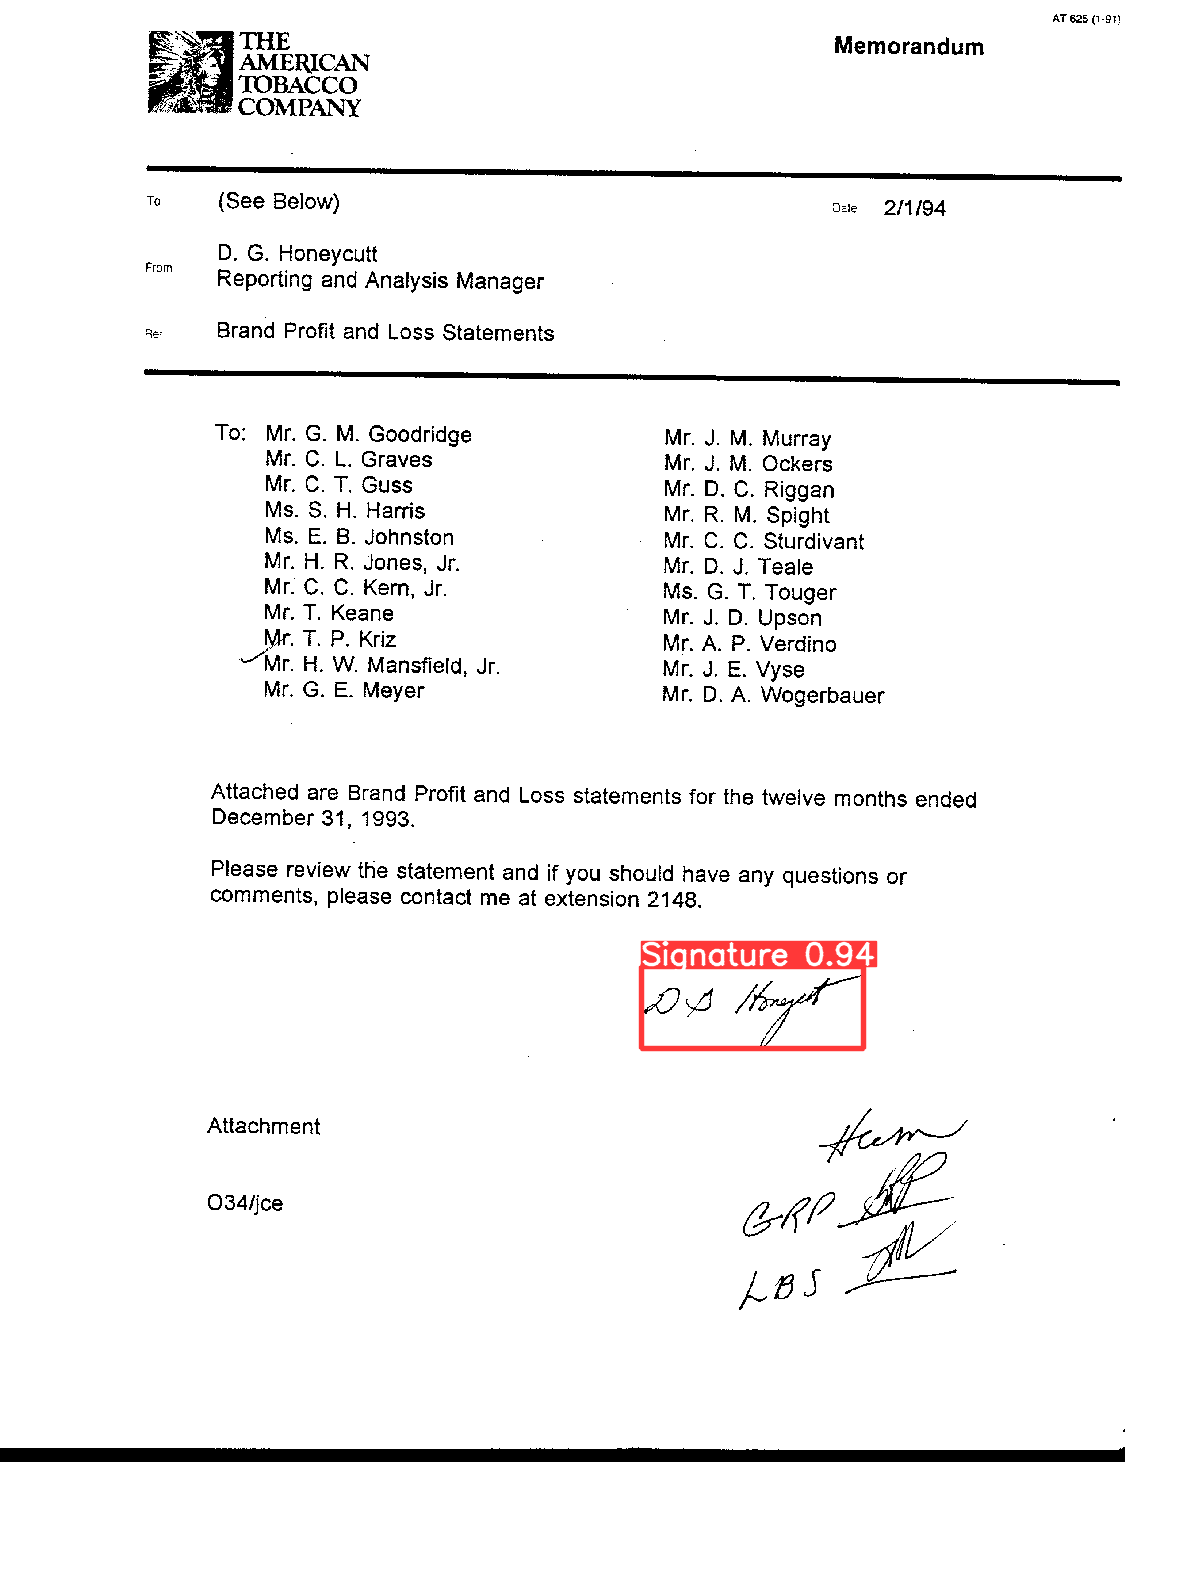 AT 625 (1-91)
THE
AMERICAN
TOBACCO
COMPANY
Memorandum
To (See Below)
Date 2/1/94
From D. G. Honeycutt
Reporting and Analysis Manager
Re: Brand Profit and Loss Statements
To: Mr. G. M. Goodridge
Mr. C. L. Graves
Mr. C. T. Guss
Ms. S. H. Harris
Ms. E. B. Johnston
Mr. H. R. Jones, Jr.
Mr. C. C. Kern, Jr.
Mr. T. Keane
Mr. T. P. Kriz
Mr. H. W. Mansfield, Jr.
Mr. G. E. Meyer
Mr. J. M. Murray
Mr. J. M. Ockers
Mr. D. C. Riggan
Mr. R. M. Spight
Mr. C. C. Sturdivant
Mr. D. J. Teale
Ms. G. T. Touger
Mr. J. D. Upson
Mr. A. P. Verdino
Mr. J. E. Vyse
Mr. D. A. Wogerbauer
Attached are Brand Profit and Loss statements for the twelve months ended
December 31, 1993.
Please review the statement and if you should have any questions or
comments, please contact me at extension 2148.
Signature 0.94
D G Honeycutt
Attachment
O34/jce
GRP
LBS